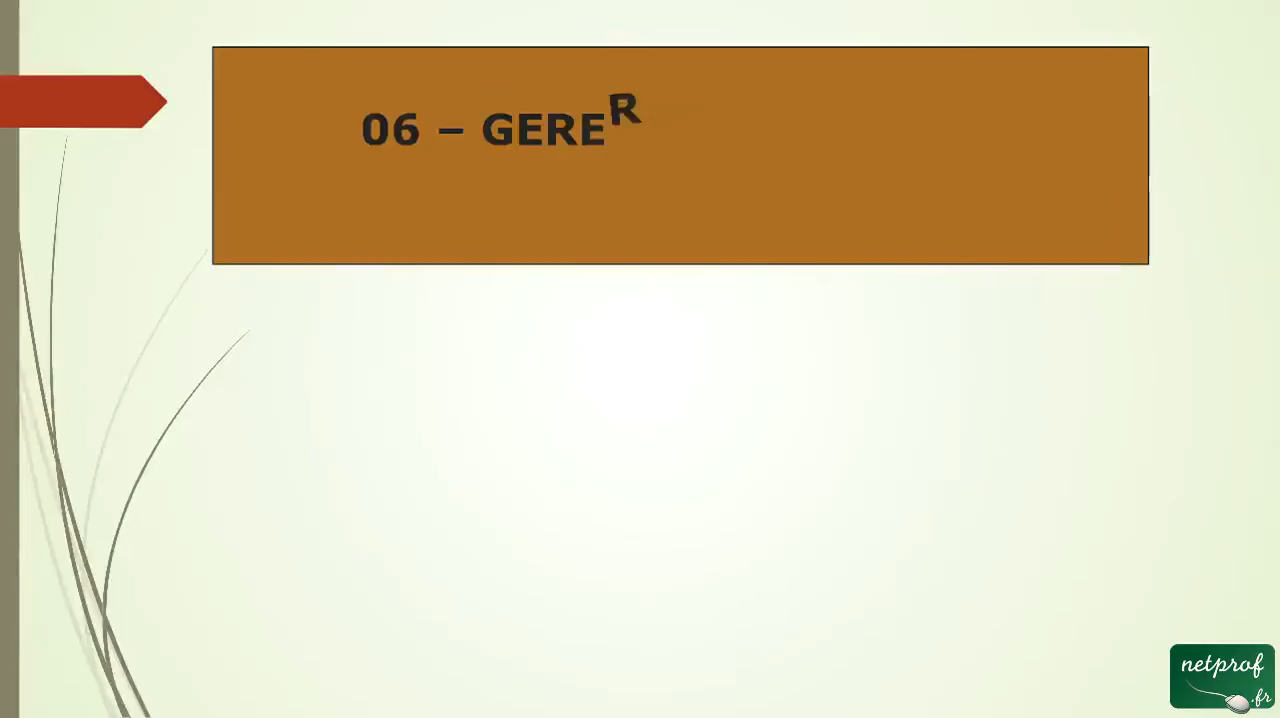 06 – GERER
netprof
.fr